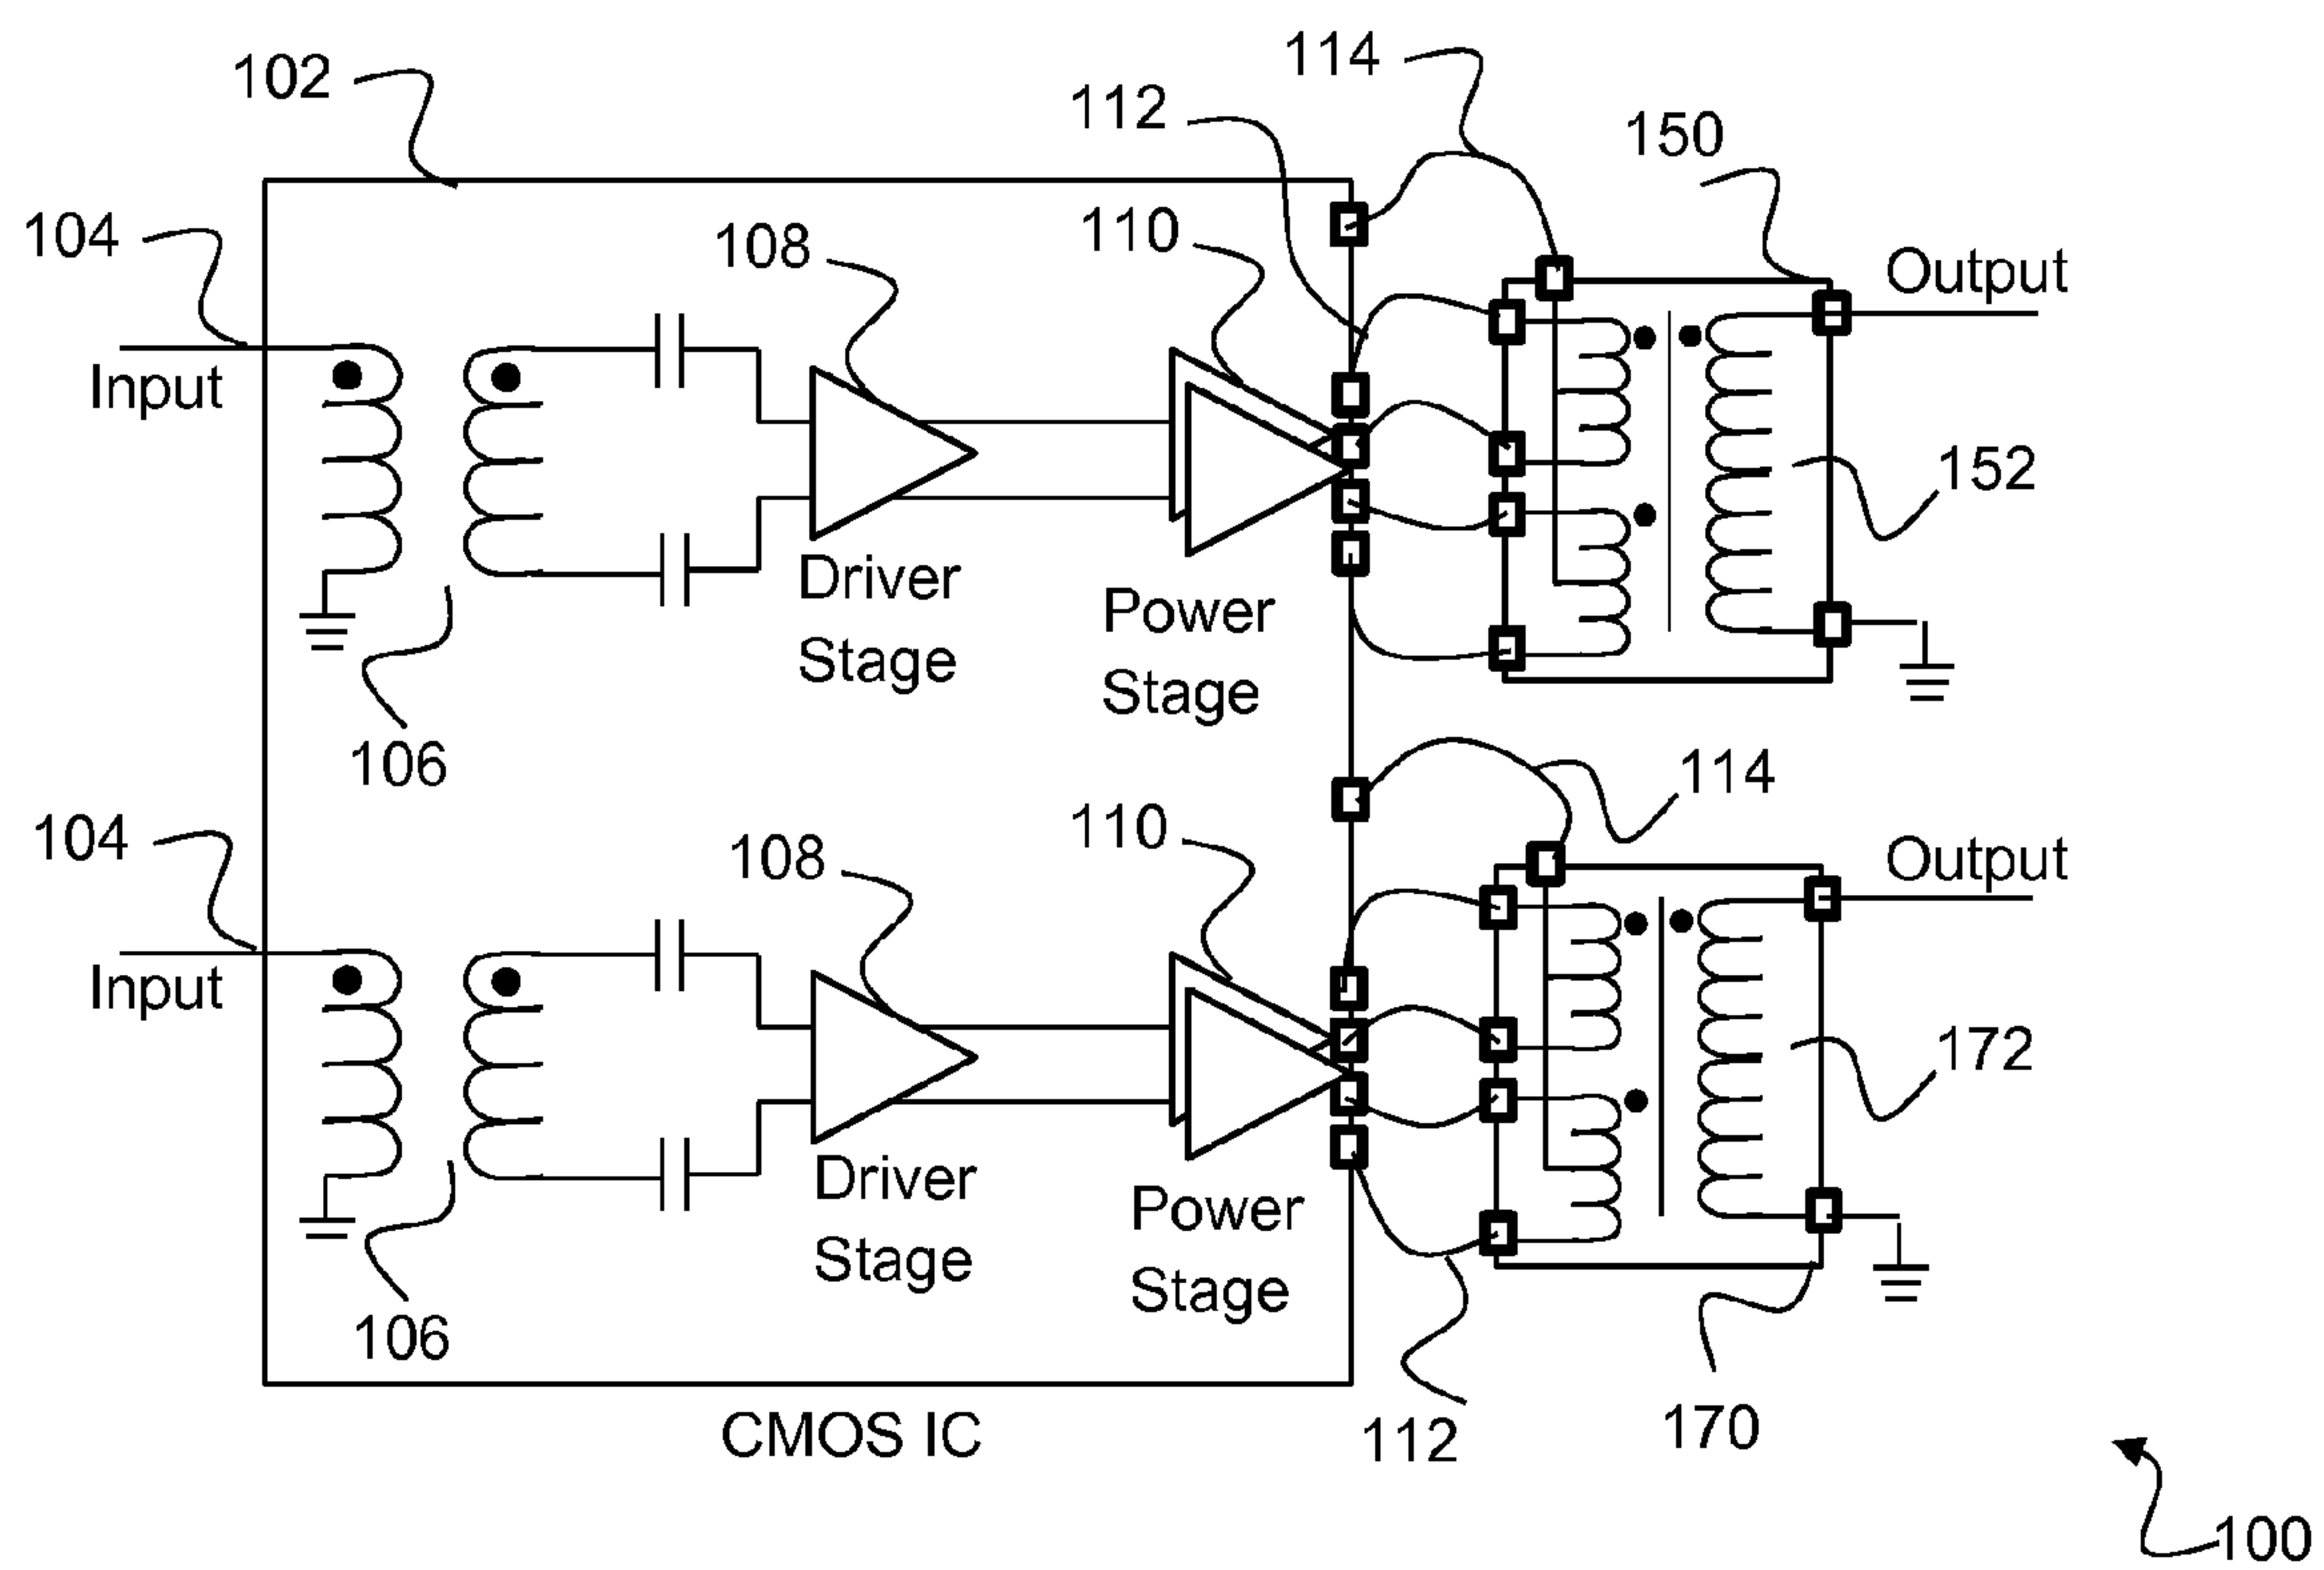 114
102
112
150
104
108
110
Output
Input
152
Driver
Stage
Power
Stage
106
114
104
108
110
Output
Input
172
Driver
Stage
Power
Stage
106
CMOS IC
112
170
100